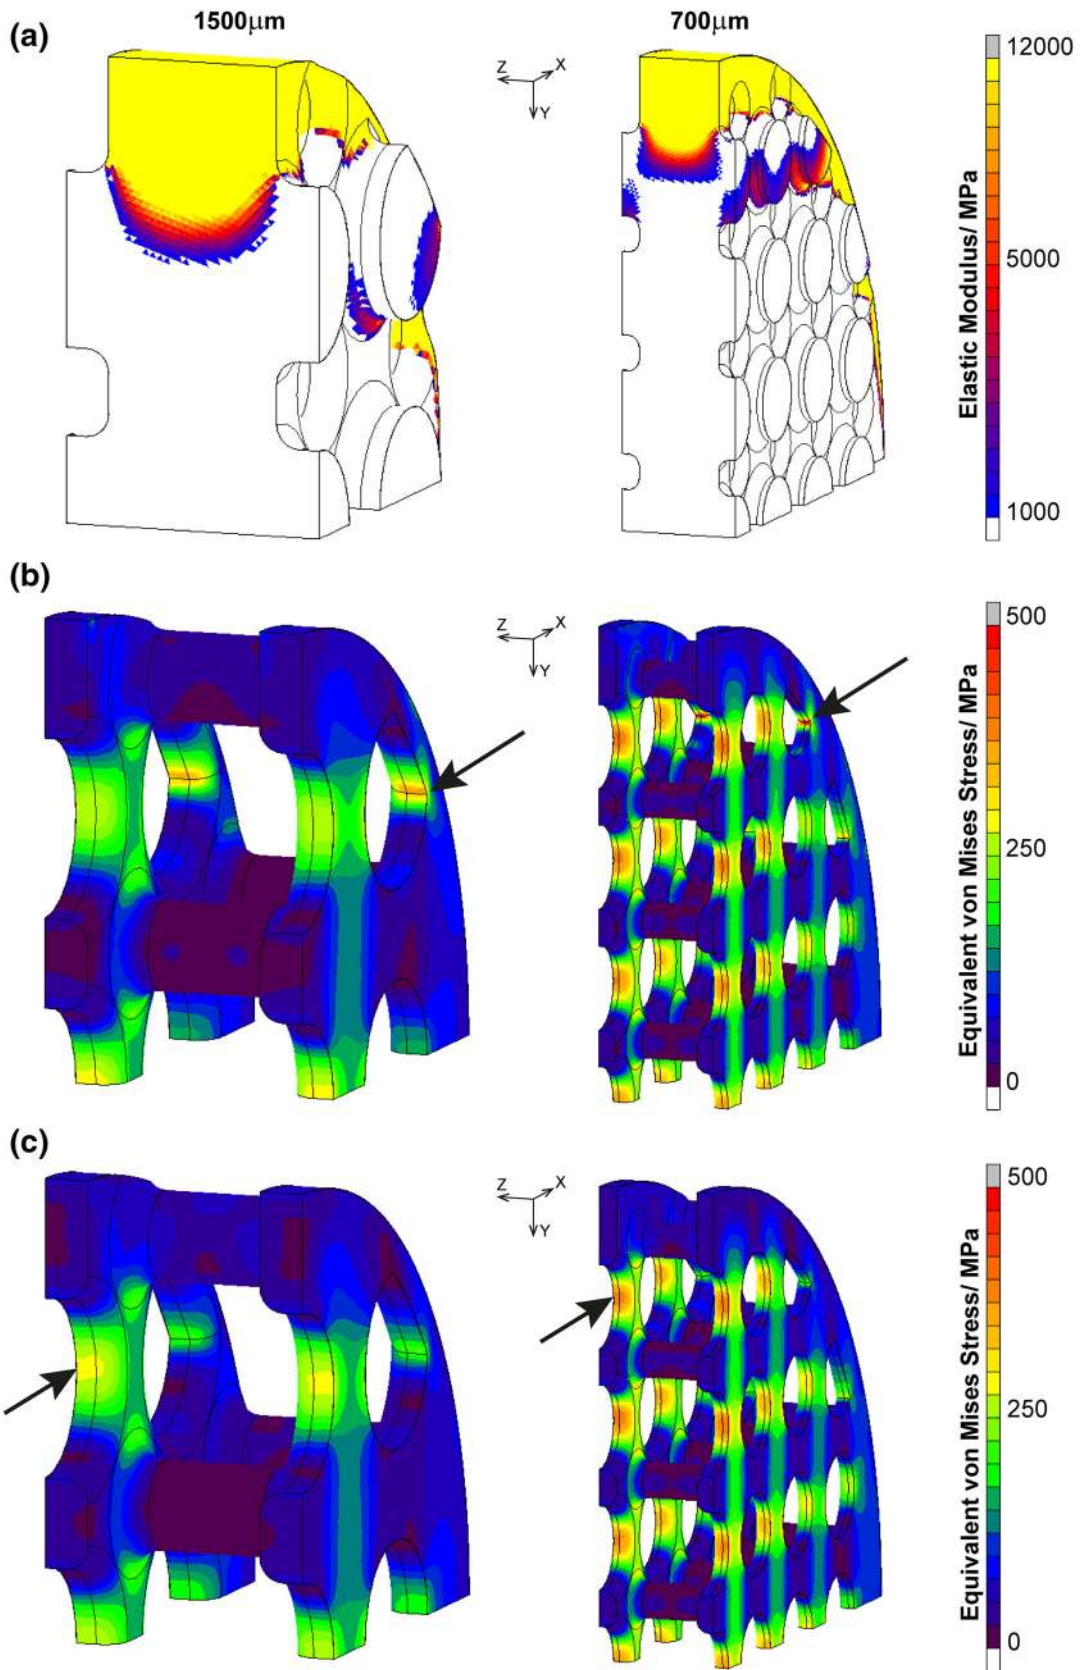 (a)
1500μm
700μm
Z
X
Y
12000
5000
1000
Elastic Modulus/ MPa
(b)
Z
X
Y
500
250
0
Equivalent von Mises Stress/ MPa
(c)
Z
X
Y
500
250
0
Equivalent von Mises Stress/ MPa